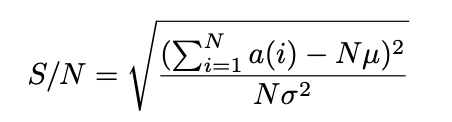 S/N = \sqrt{\frac{(\sum_{i=1}^{N} a(i) - N\mu)^2}{N\sigma^2}}